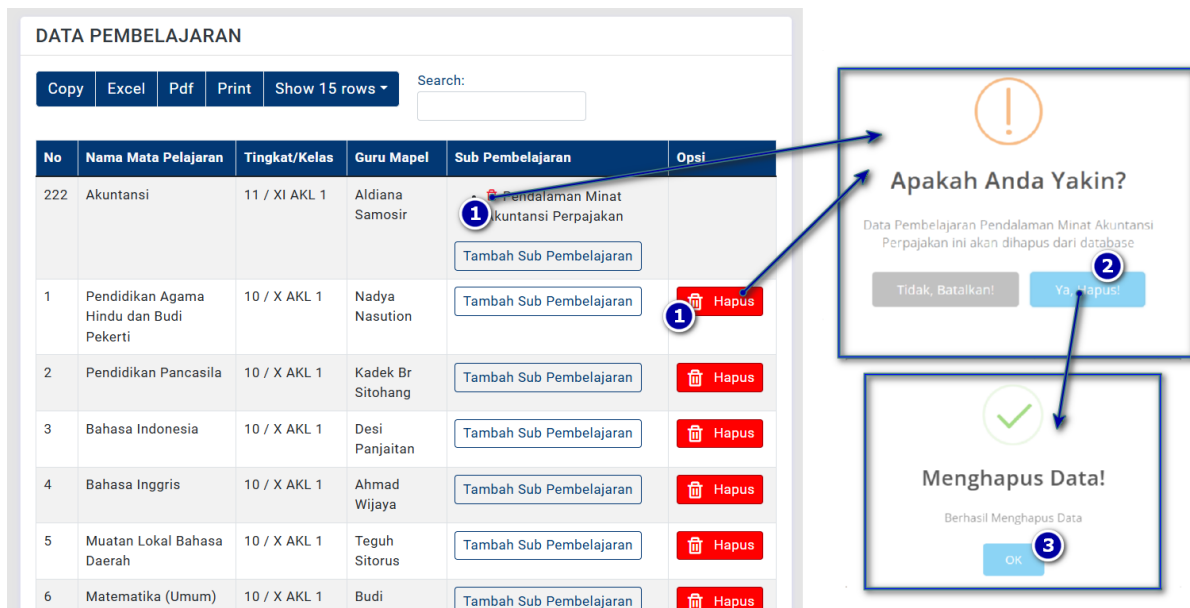 DATA PEMBELAJARAN
Copy Excel Pdf Print Show 15 rows
Search:
No Nama Mata Pelajaran Tingkat/Kelas Guru Mapel Sub Pembelajaran Opsi
222 Akuntansi 11 / XI AKL 1 Aldiana Pendalaman Minat
Samosir 1 Akuntansi Perpajakan
Tambah Sub Pembelajaran
1 Pendidikan Agama 10 / X AKL 1 Nadya Tambah Sub Pembelajaran Hapus
Hindu dan Budi Nasution 1
Pekerti
2 Pendidikan Pancasila 10 / X AKL 1 Kadek Br Tambah Sub Pembelajaran Hapus
Sitohang
3 Bahasa Indonesia 10 / X AKL 1 Desi Tambah Sub Pembelajaran Hapus
Panjaitan
4 Bahasa Inggris 10 / X AKL 1 Ahmad Tambah Sub Pembelajaran Hapus
Wijaya
5 Muatan Lokal Bahasa 10 / X AKL 1 Teguh Tambah Sub Pembelajaran Hapus
Daerah Sitorus
6 Matematika (Umum) 10 / X AKL 1 Budi Tambah Sub Pembelajaran Hapus
Apakah Anda Yakin?
Data Pembelajaran Pendalaman Minat Akuntansi
Perpajakan ini akan dihapus dari database
2
Tidak, Batalkan! Ya, Hapus!
Menghapus Data!
Berhasil Menghapus Data
3
OK